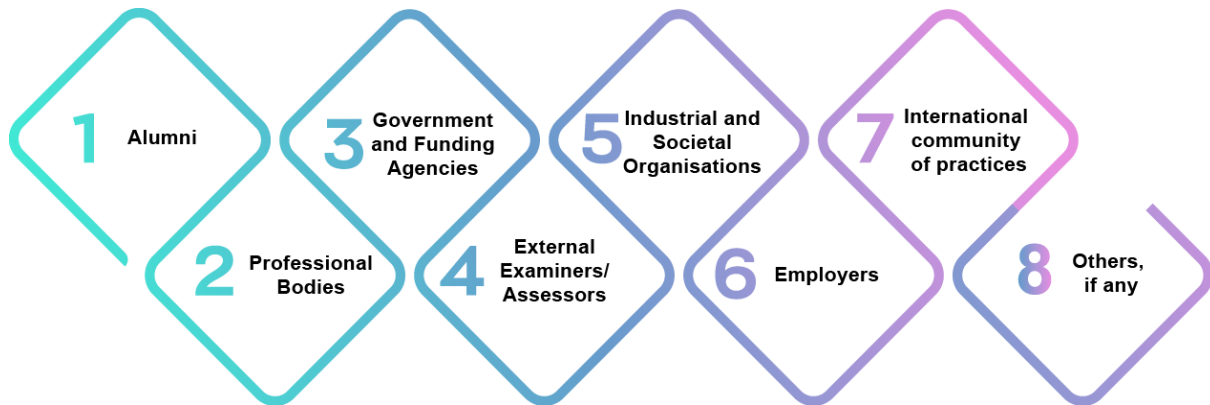 1
Alumni
2
Professional
Bodies
3
Government
and Funding
Agencies
4
External
Examiners/
Assessors
5
Industrial and
Societal
Organisations
6
Employers
7
International
community
of practices
8
Others,
if any